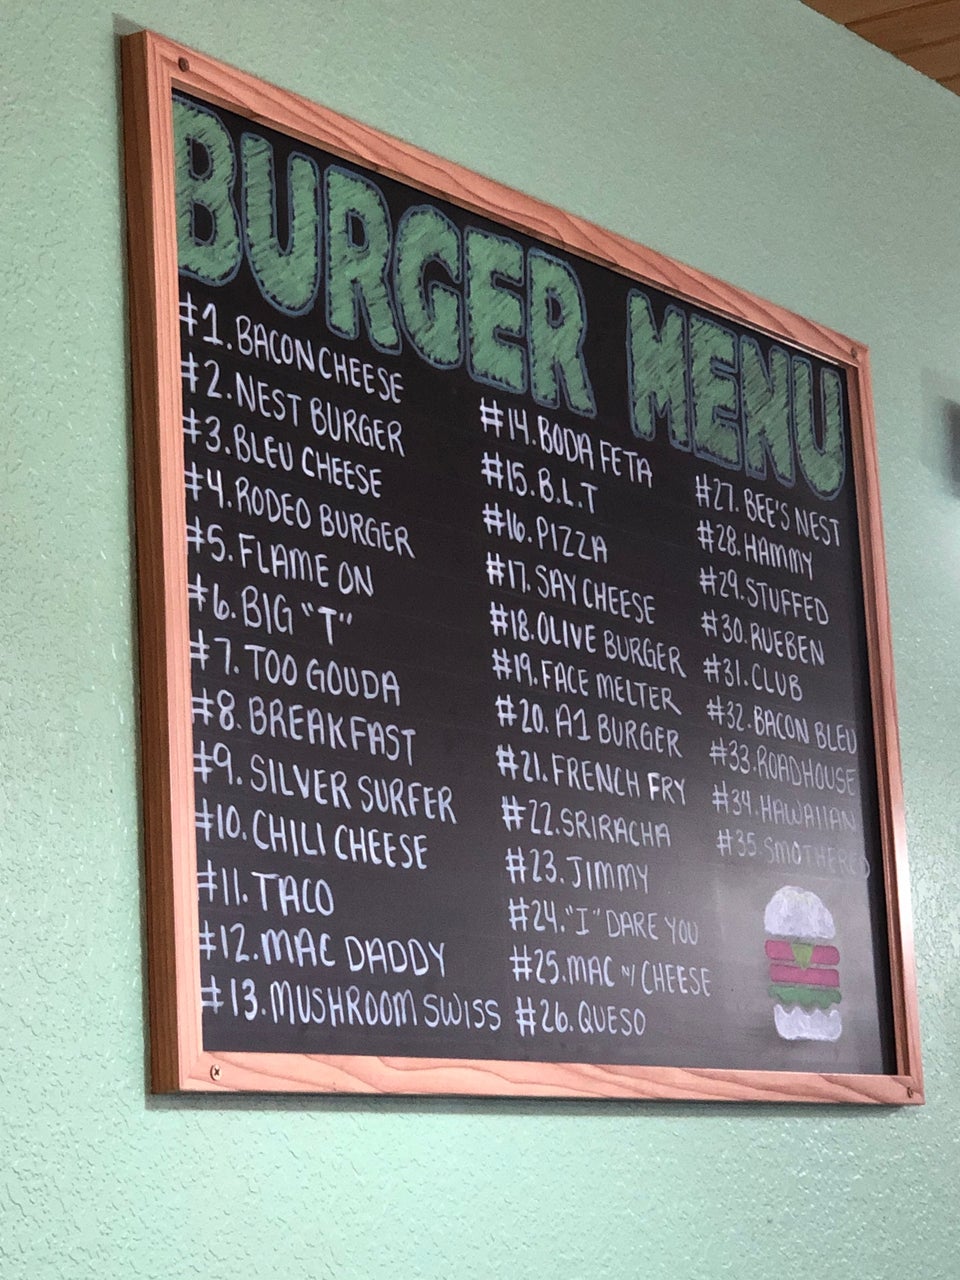 BURGER MENU
#1. BACON CHEESE
#2. NEST BURGER
#3. BLEU CHEESE
#4. RODEO BURGER
#5. FLAME ON
#6. BIG "T"
#7. TOO GOUDA
#8. BREAKFAST
#9. SILVER SURFER
#10. CHILI CHEESE
#11. TACO
#12. MAC DADDY
#13. MUSHROOM SWISS
#14. BODA FETA
#15. B.L.T
#16. PIZZA
#17. SAY CHEESE
#18. OLIVE BURGER
#19. FACE MELTER
#20. A1 BURGER
#21. FRENCH FRY
#22. SRIRACHA
#23. JIMMY
#24. "I" DARE YOU
#25. MAC W/ CHEESE
#26. QUESO
#27. BEE'S NEST
#28. HAMMY
#29. STUFFED
#30. RUEBEN
#31. CLUB
#32. BACON BLEU
#33. ROADHOUSE
#34. HAWAIIAN
#35. SMOTHERED